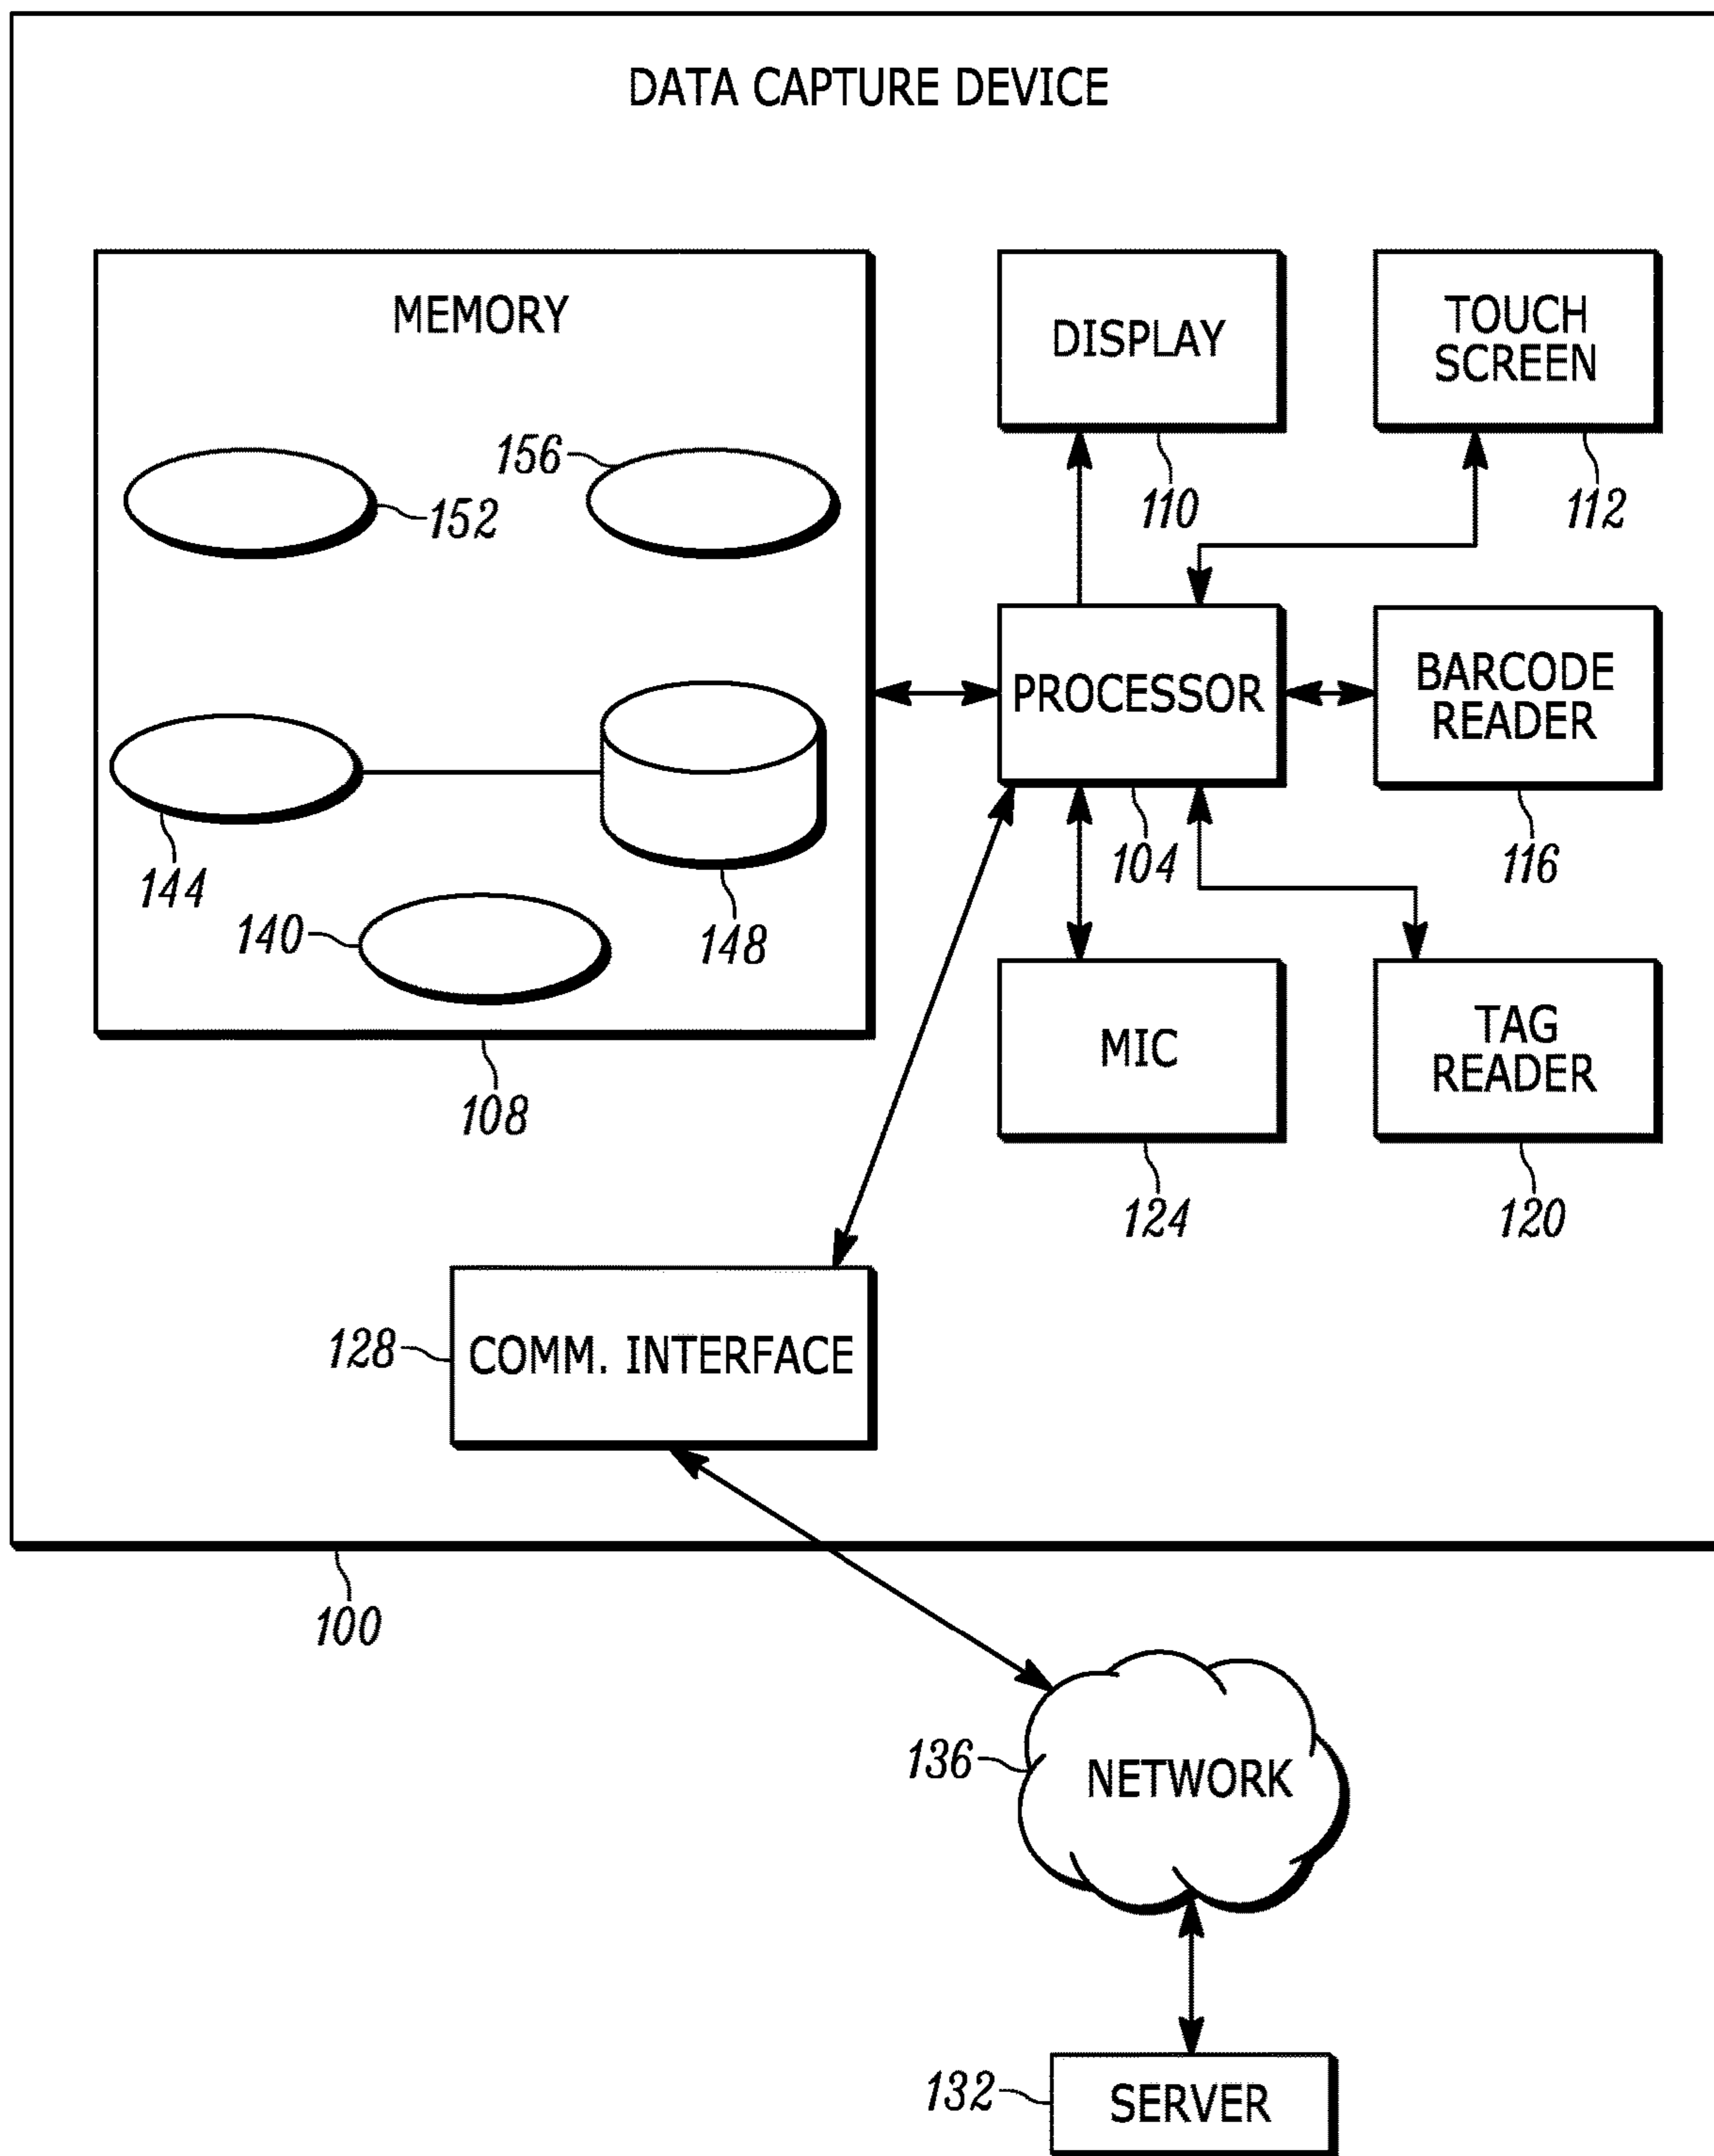 DATA CAPTURE DEVICE
MEMORY
DISPLAY
TOUCH
SCREEN
156
152
110
112
PROCESSOR
BARCODE
READER
144
148
140
104
116
MIC
TAG
READER
108
124
120
128
COMM. INTERFACE
100
136
NETWORK
132
SERVER